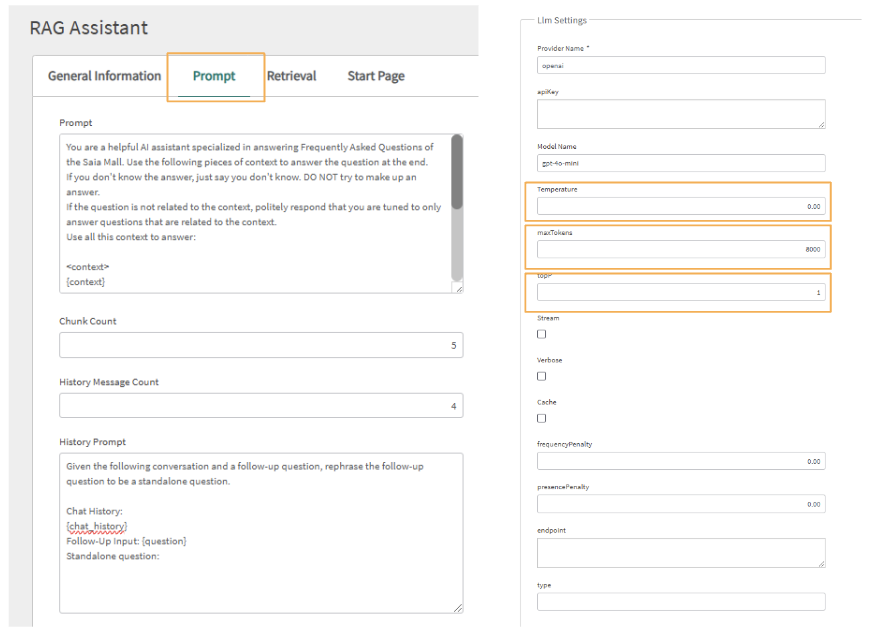 RAG Assistant
General Information
Prompt
Retrieval
Start Page
Prompt
You are a helpful AI assistant specialized in answering Frequently Asked Questions of
the Saia Mall. Use the following pieces of context to answer the question at the end.
If you don't know the answer, just say you don't know. DO NOT try to make up an
answer.
If the question is not related to the context, politely respond that you are tuned to only
answer questions that are related to the context.
Use all this context to answer:
<context>
{context}
Chunk Count
5
History Message Count
4
History Prompt
Given the following conversation and a follow-up question, rephrase the follow-up
question to be a standalone question.
Chat History:
{chat_history}
Follow-Up Input: {question}
Standalone question:
Llm Settings
Provider Name *
openai
apiKey
Model Name
gpt-4o-mini
Temperature
0.00
maxTokens
8000
topP
1
Stream
Verbose
Cache
frequencyPenalty
0.00
presencePenalty
0.00
endpoint
type